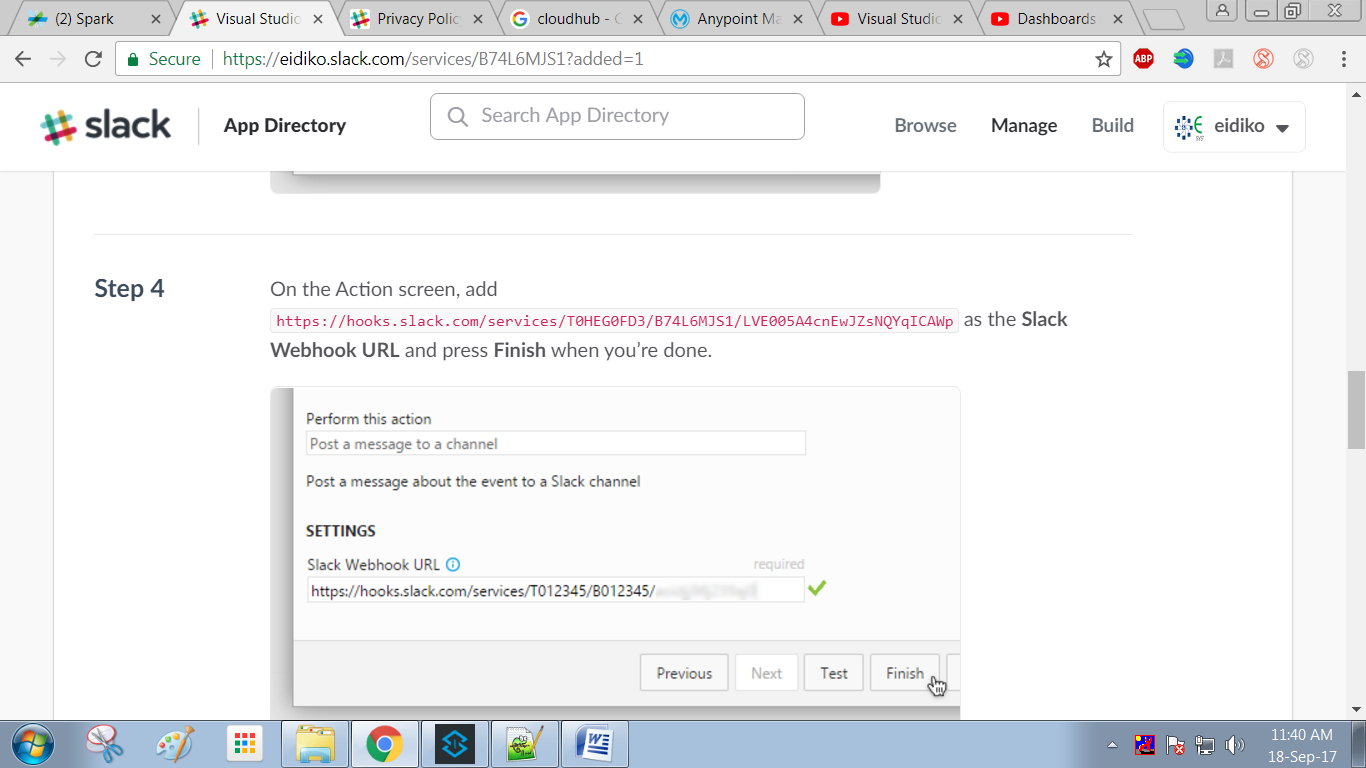 (2) Spark
Visual Studio
Privacy Polic
cloudhub - G
Anypoint Ma
Visual Studio
Dashboards
Secure
https://eidiko.slack.com/services/B74L6MJS1?added=1
ABP
slack
App Directory
Search App Directory
Browse
Manage
Build
eidiko
Step 4
On the Action screen, add
https://hooks.slack.com/services/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 as the Slack
Webhook URL and press Finish when you’re done.
Perform this action
Post a message to a channel
Post a message about the event to a Slack channel
SETTINGS
Slack Webhook URL
required
https://hooks.slack.com/services/T012345/B012345/
Previous
Next
Test
Finish
11:40 AM
18-Sep-17